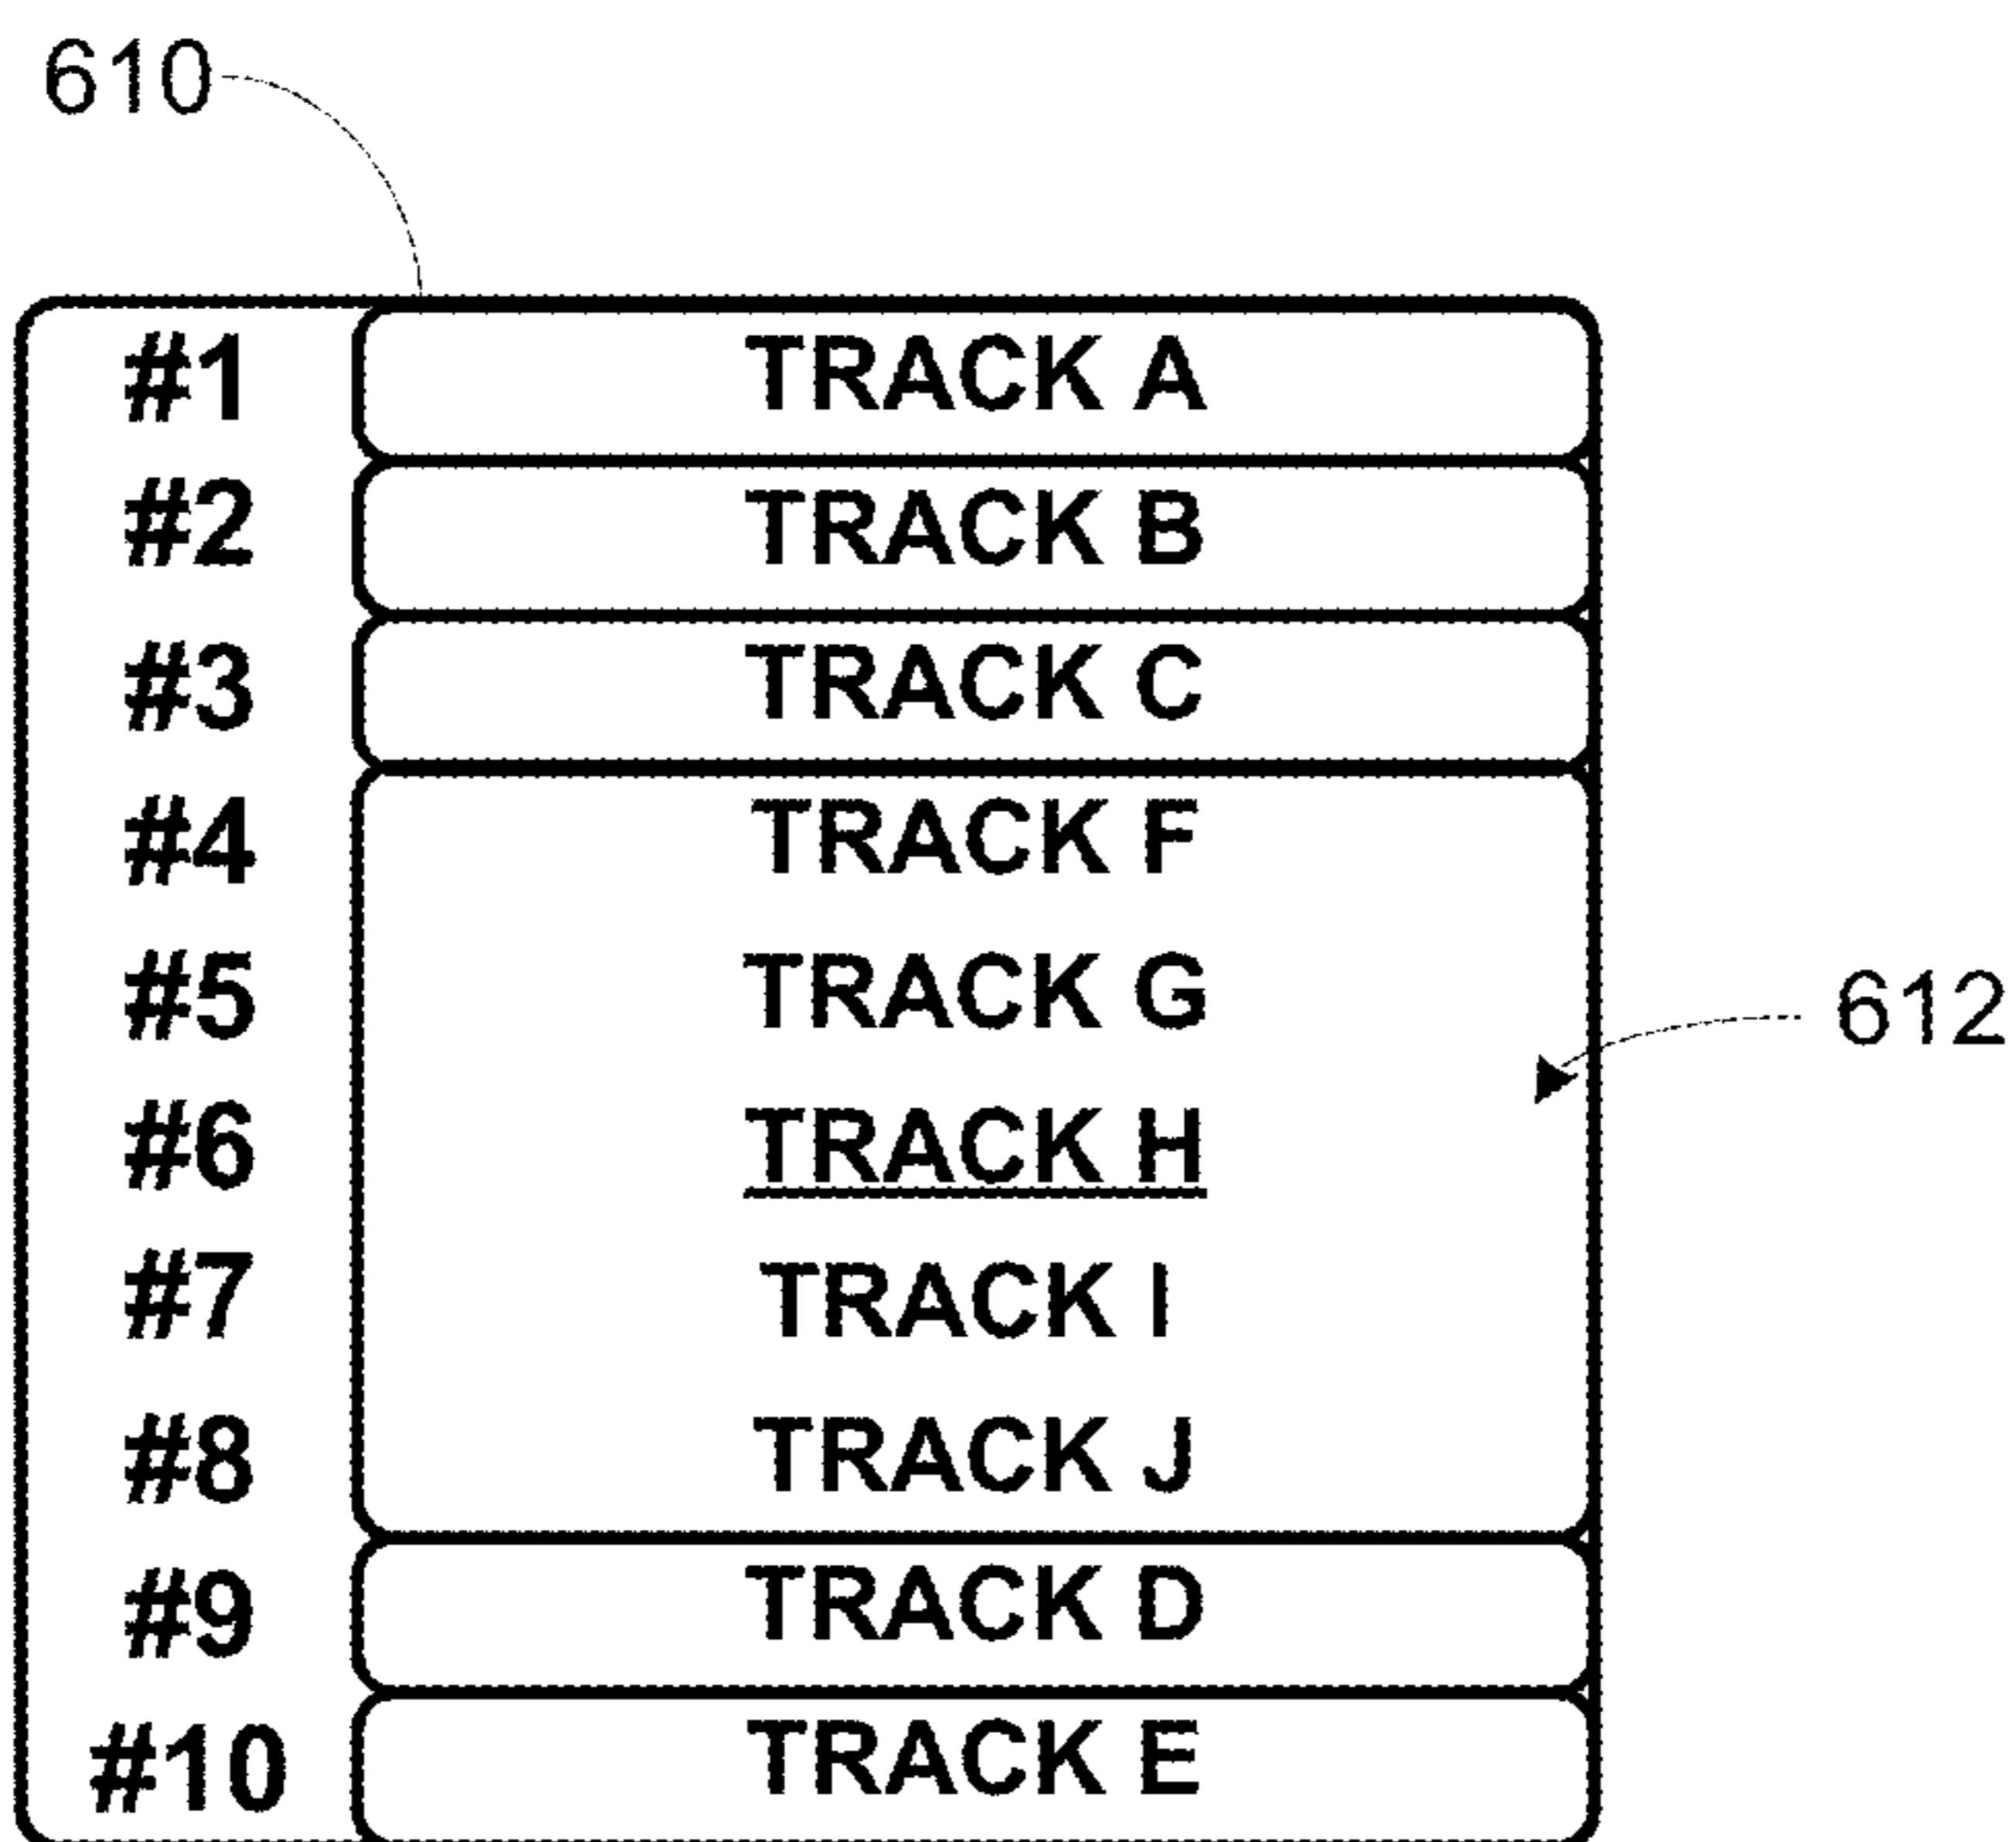 610
#1 TRACK A
#2 TRACK B
#3 TRACK C
#4 TRACK F
#5 TRACK G
612
#6 TRACK H
#7 TRACK I
#8 TRACK J
#9 TRACK D
#10 TRACK E